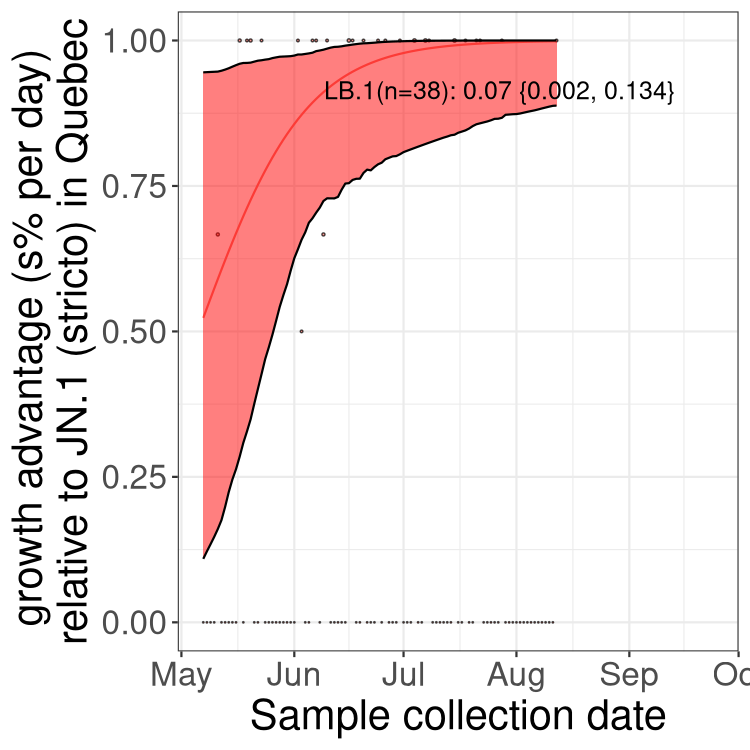 growth advantage (s% per day)
relative to JN.1 (stricto) in Quebec
1.00
0.75
0.50
0.25
0.00
LB.1(n=38): 0.07 {0.002, 0.134}
May Jun Jul Aug Sep Oc
Sample collection date